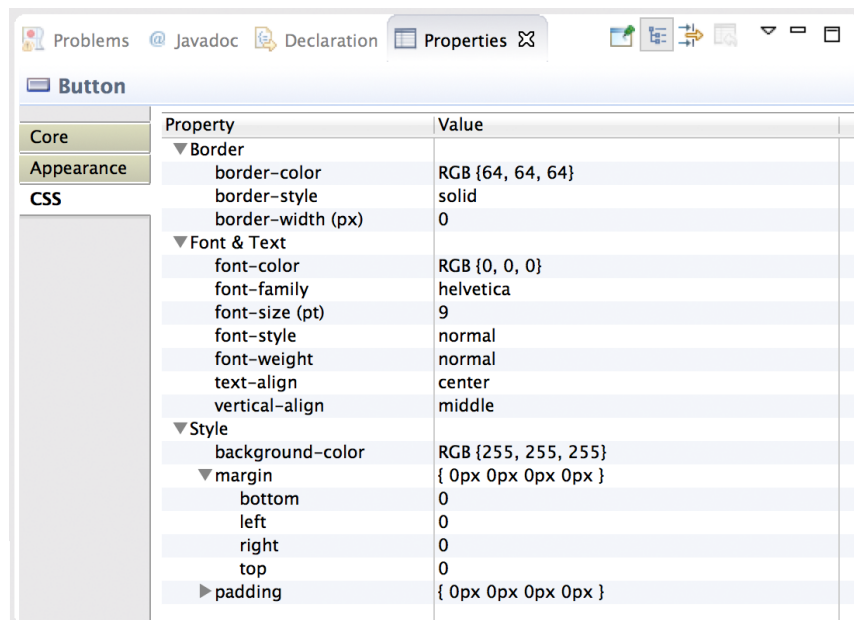 Problems @ Javadoc Declaration Properties
Button
Property Value
Core
Border
Appearance
border-color RGB {64, 64, 64}
CSS
border-style solid
border-width (px) 0
Font & Text
font-color RGB {0, 0, 0}
font-family helvetica
font-size (pt) 9
font-style normal
font-weight normal
text-align center
vertical-align middle
Style
background-color RGB {255, 255, 255}
margin { 0px 0px 0px 0px }
bottom 0
left 0
right 0
top 0
padding { 0px 0px 0px 0px }